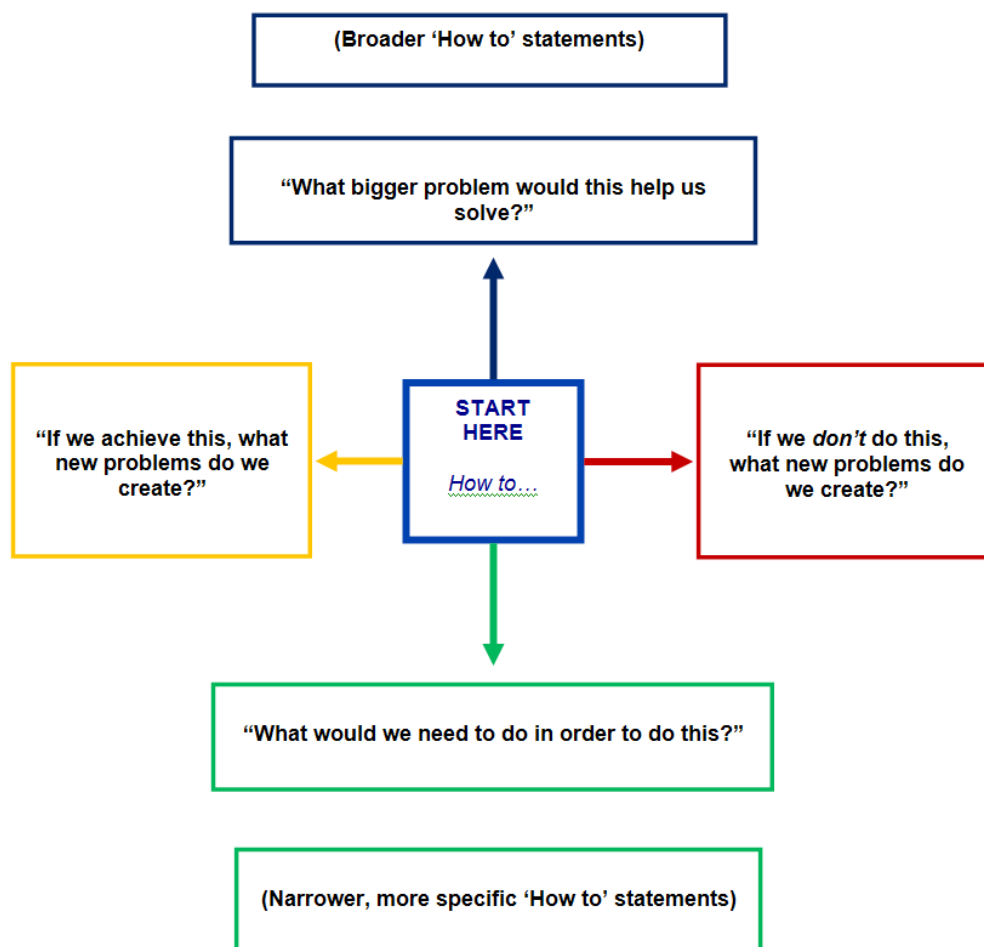 (Broader ‘How to’ statements)
“What bigger problem would this help us
solve?”
START
HERE
How to…
“If we achieve this, what
new problems do we
create?”
“If we don’t do this,
what new problems do
we create?”
“What would we need to do in order to do this?”
(Narrower, more specific ‘How to’ statements)